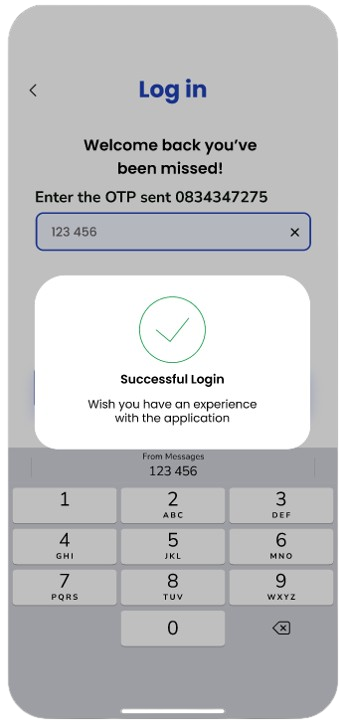 Log in
Welcome back you've
been missed!
Enter the OTP sent 0834347275
123 456
Successful Login
Wish you have an experience
with the application
From Messages
123 456
1 2 3
ABC DEF
4 5 6
GHI JKL MNO
7 8 9
PQRS TUV WXYZ
0